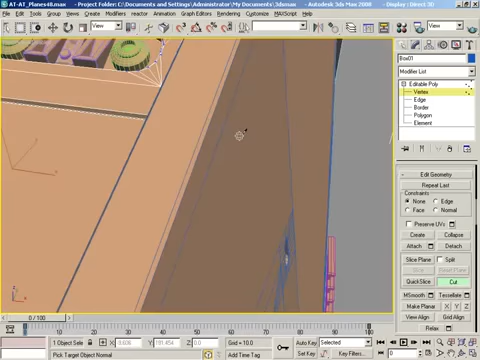 AT-AT_Planes48.max - Project Folder: C:\Documents and Settings\Administrator\My Documents\3dsmax - Autodesk 3ds Max 2008 - Display : Direct 3D
File Edit Tools Group Views Create Modifiers Animation Graph Editors Rendering Customize MAXScript Help
View
Box01
Modifier List
Editable Poly
Vertex
Edge
Border
Polygon
Element
Edit Geometry
Repeat Last
Constraints
None Edge
Face Normal
Preserve UVs
Create Collapse
Attach Detach
Slice Plane Split
Slice Reset Plane
QuickSlice Cut
MSmooth Tessellate
Make Planar X Y Z
View Align Grid Align
Relax
0 / 100
1 Object Sele X 191.454 Z 0.0 Grid = 10.0 Auto Key Selected
Pick Target Object Normal Add Time Tag Set Key Key Filters...